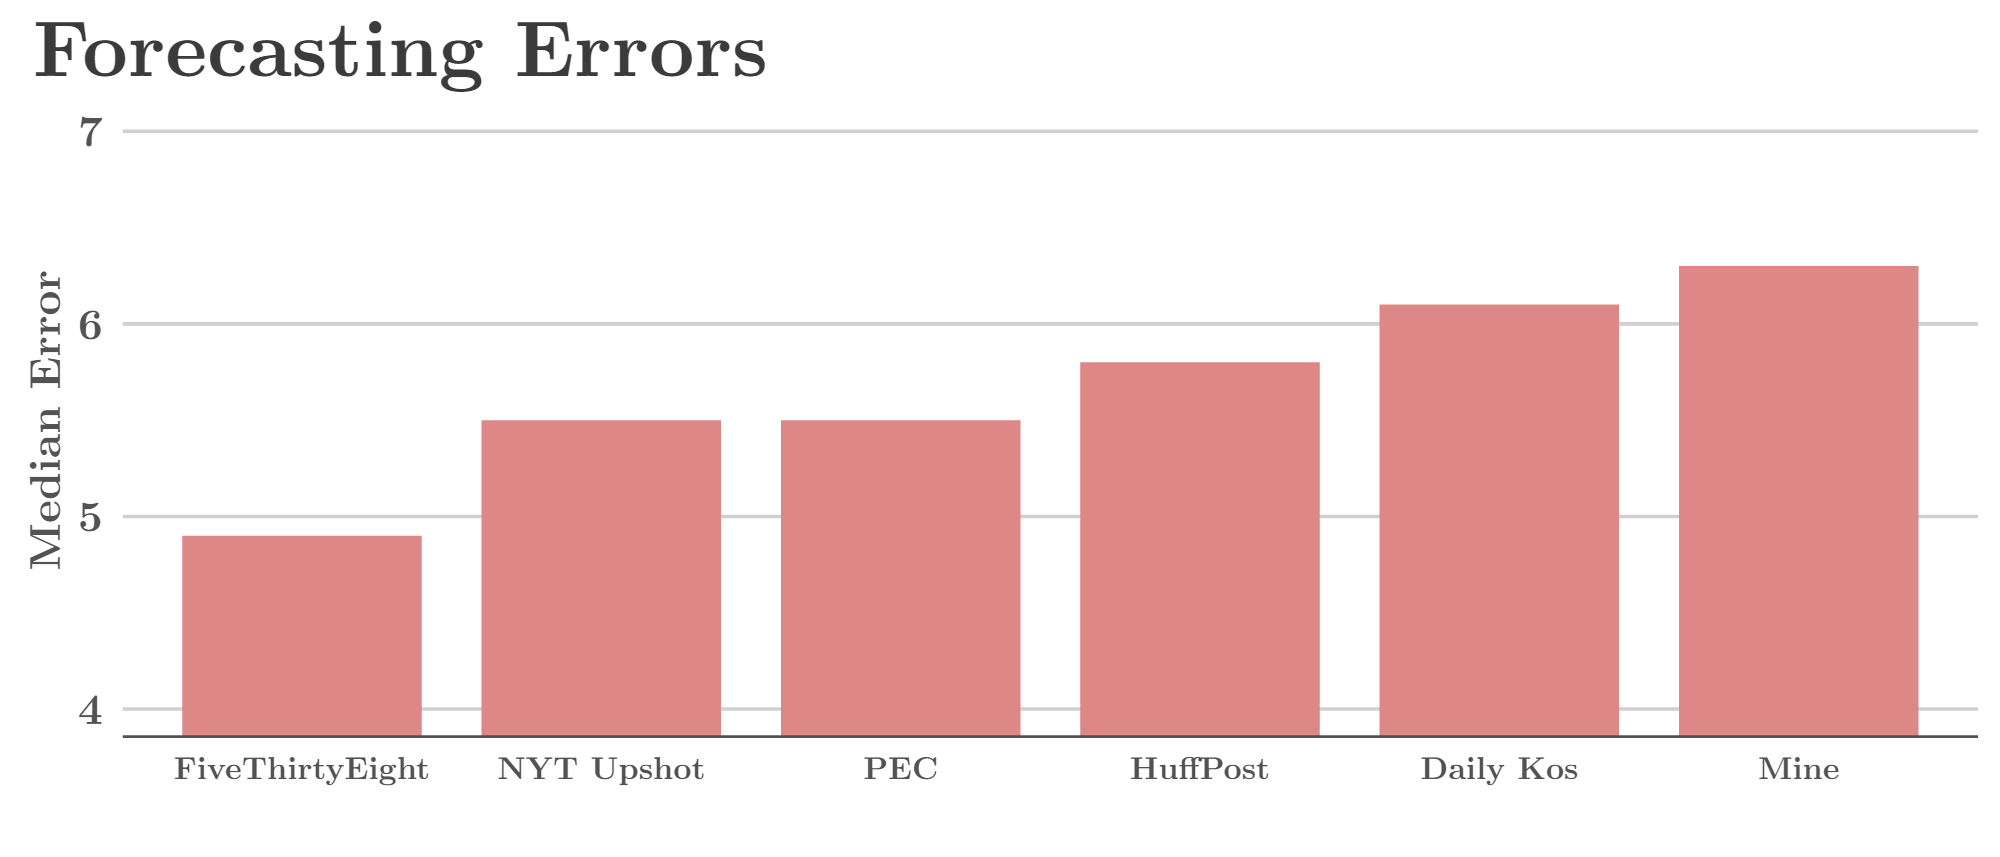 Forecasting Errors
7
6
5
4
Median Error
FiveThirtyEight
NYT Upshot
PEC
HuffPost
Daily Kos
Mine